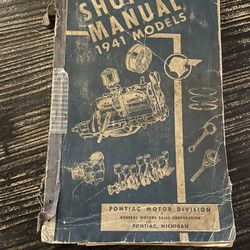 SHOP
MANUAL
1941 MODELS
PONTIAC MOTOR DIVISION
GENERAL MOTORS SALES CORPORATION
PONTIAC, MICHIGAN